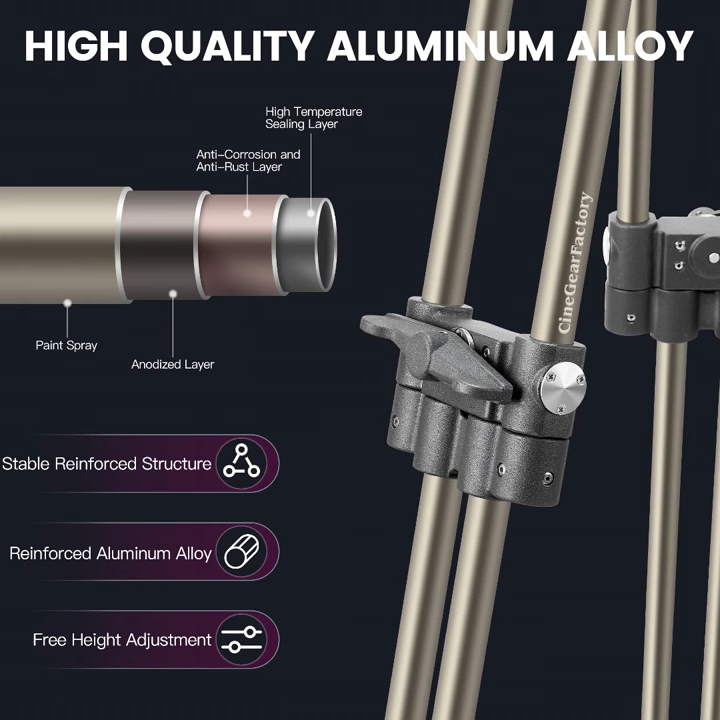 HIGH QUALITY ALUMINUM ALLOY
High Temperature
Sealing Layer
Anti-Corrosion and
Anti-Rust Layer
CineGearFactory
Paint Spray
Anodized Layer
Stable Reinforced Structure
Reinforced Aluminum Alloy
Free Height Adjustment